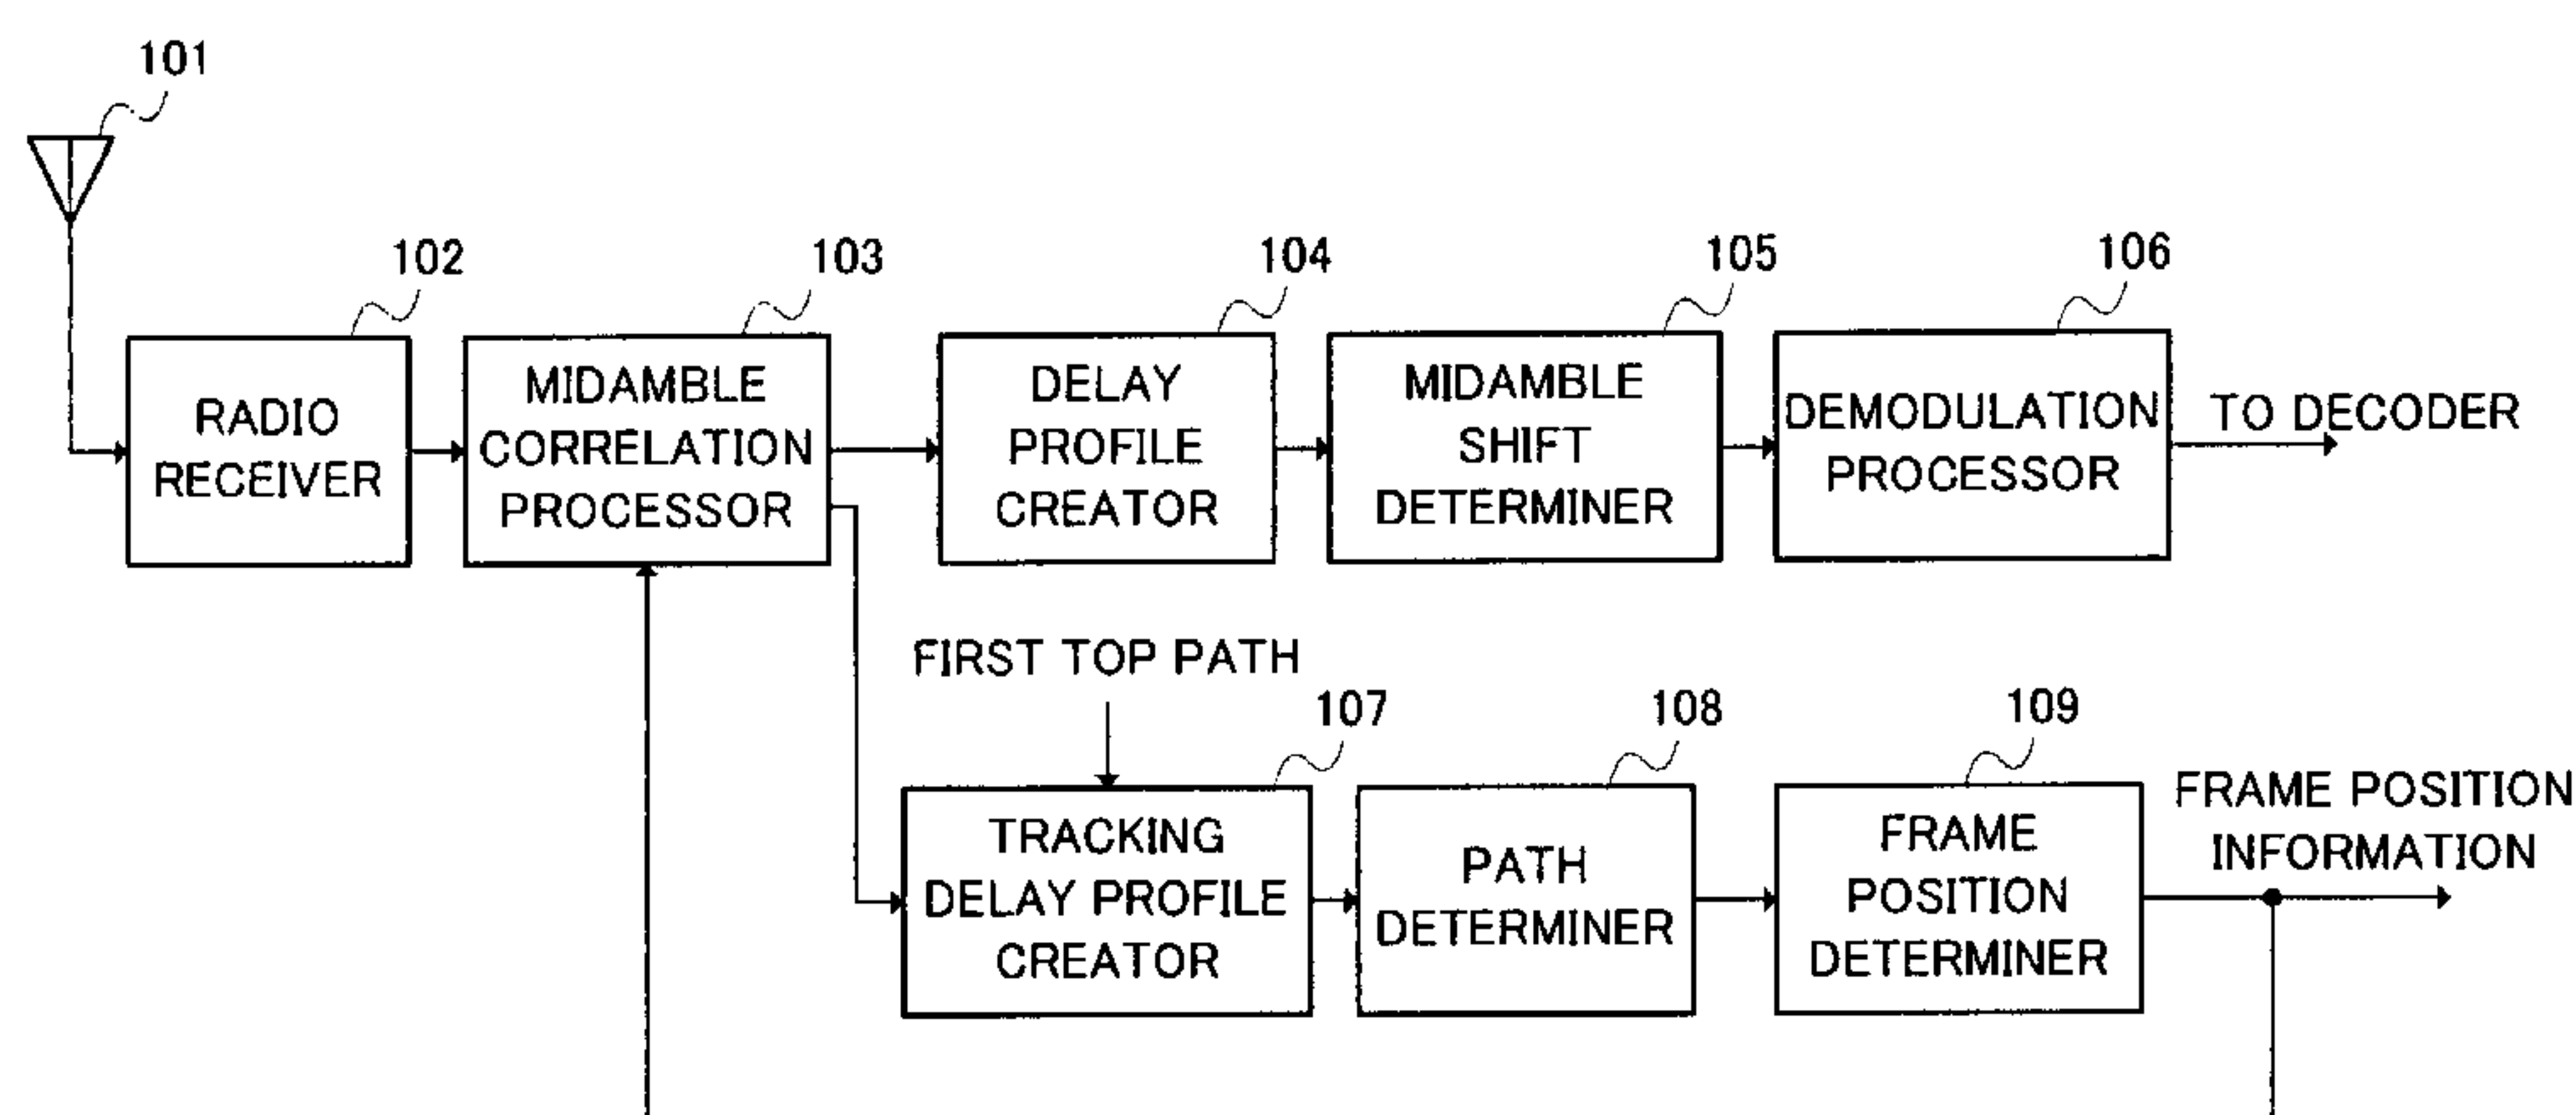 101
102
103
104
105
106
RADIO
RECEIVER
MIDAMBLE
CORRELATION
PROCESSOR
DELAY
PROFILE
CREATOR
MIDAMBLE
SHIFT
DETERMINER
DEMODULATION
PROCESSOR
TO DECODER
FIRST TOP PATH
107
108
109
TRACKING
DELAY PROFILE
CREATOR
PATH
DETERMINER
FRAME
POSITION
DETERMINER
FRAME POSITION
INFORMATION